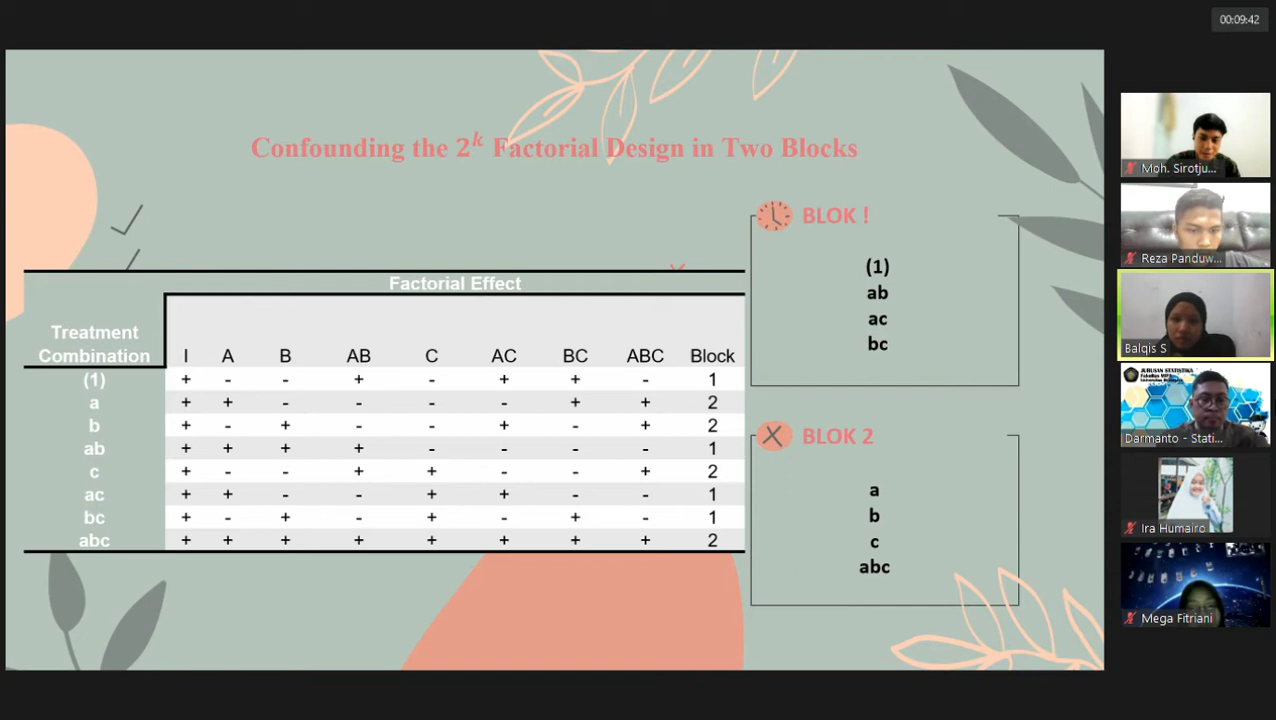 00:09:42
Confounding the 2^k Factorial Design in Two Blocks
Factorial Effect
Treatment Combination I A B AB C AC BC ABC Block
(1) + - - + - + + - 1
a + + - - - - + + 2
b + - + - - + - + 2
ab + + + + - - - - 1
c + - - + + - - + 2
ac + + - - + + - - 1
bc + - + - + - + - 1
abc + + + + + + + + 2
BLOK !
(1)
ab
ac
bc
BLOK 2
a
b
c
abc
Moh. Sirotju...
Reza Panduw...
Balqis S
JURUSAN STATISTIKA
Darmanto - Stati...
Ira Humairo
Mega Fitriani